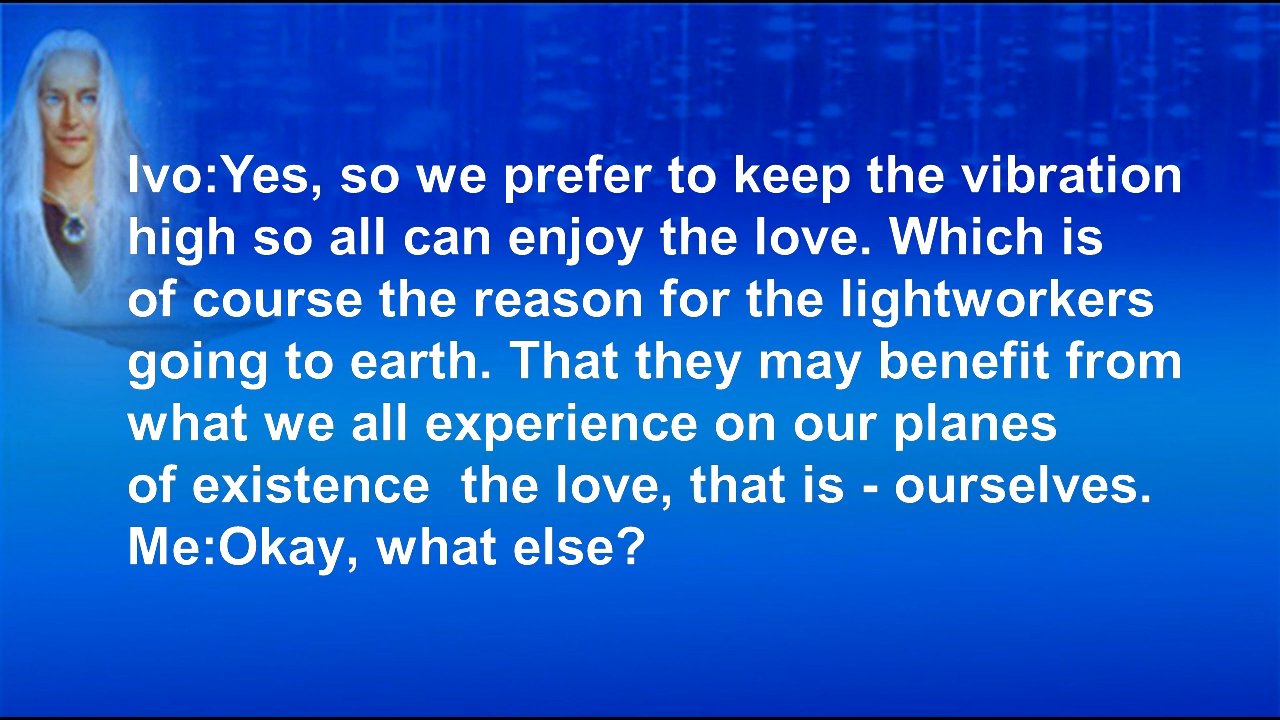 Ivo:Yes, so we prefer to keep the vibration
high so all can enjoy the love. Which is
of course the reason for the lightworkers
going to earth. That they may benefit from
what we all experience on our planes
of existence  the love, that is - ourselves.
Me:Okay, what else?